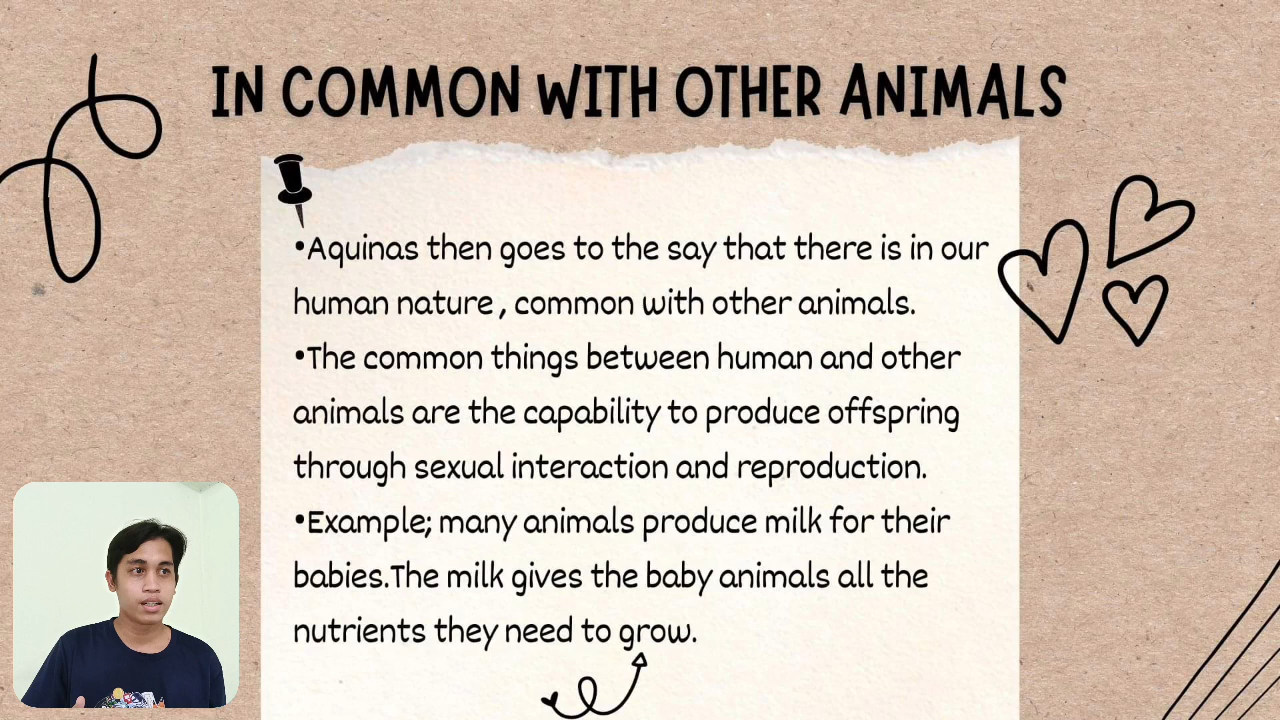 IN COMMON WITH OTHER ANIMALS
•Aquinas then goes to the say that there is in our
human nature , common with other animals.
•The common things between human and other
animals are the capability to produce offspring
through sexual interaction and reproduction.
•Example; many animals produce milk for their
babies.The milk gives the baby animals all the
nutrients they need to grow.